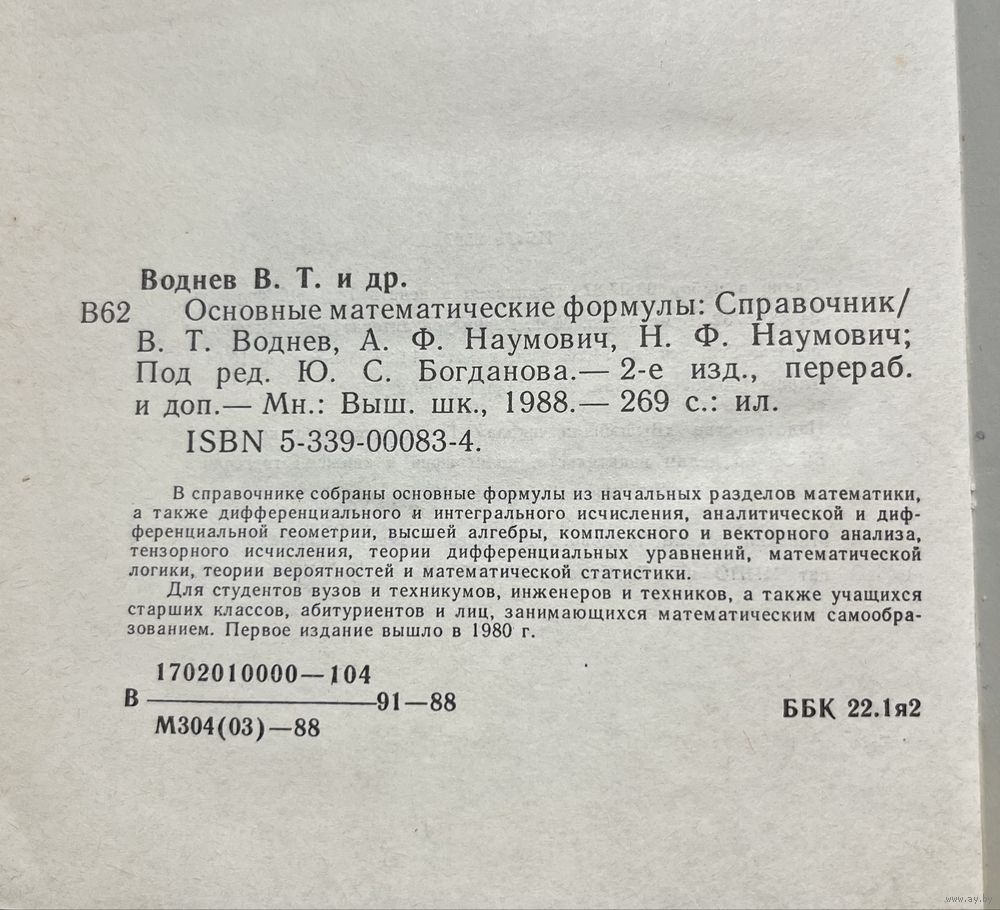 Воднев В. Т. и др.
В62 Основные математические формулы: Справочник/
В. Т. Воднев, А. Ф. Наумович, Н. Ф. Наумович;
Под ред. Ю. С. Богданова.— 2-е изд., перераб.
и доп.— Мн.: Выш. шк., 1988.— 269 с.: ил.
ISBN 5-339-00083-4.
В справочнике собраны основные формулы из начальных разделов математики,
а также дифференциального и интегрального исчисления, аналитической и диф-
ференциальной геометрии, высшей алгебры, комплексного и векторного анализа,
тензорного исчисления, теории дифференциальных уравнений, математической
логики, теории вероятностей и математической статистики.
Для студентов вузов и техникумов, инженеров и техников, а также учащихся
старших классов, абитуриентов и лиц, занимающихся математическим самообра-
зованием. Первое издание вышло в 1980 г.
1702010000—104
В 91—88
М304(03)—88
ББК 22.1я2
www.ay.by